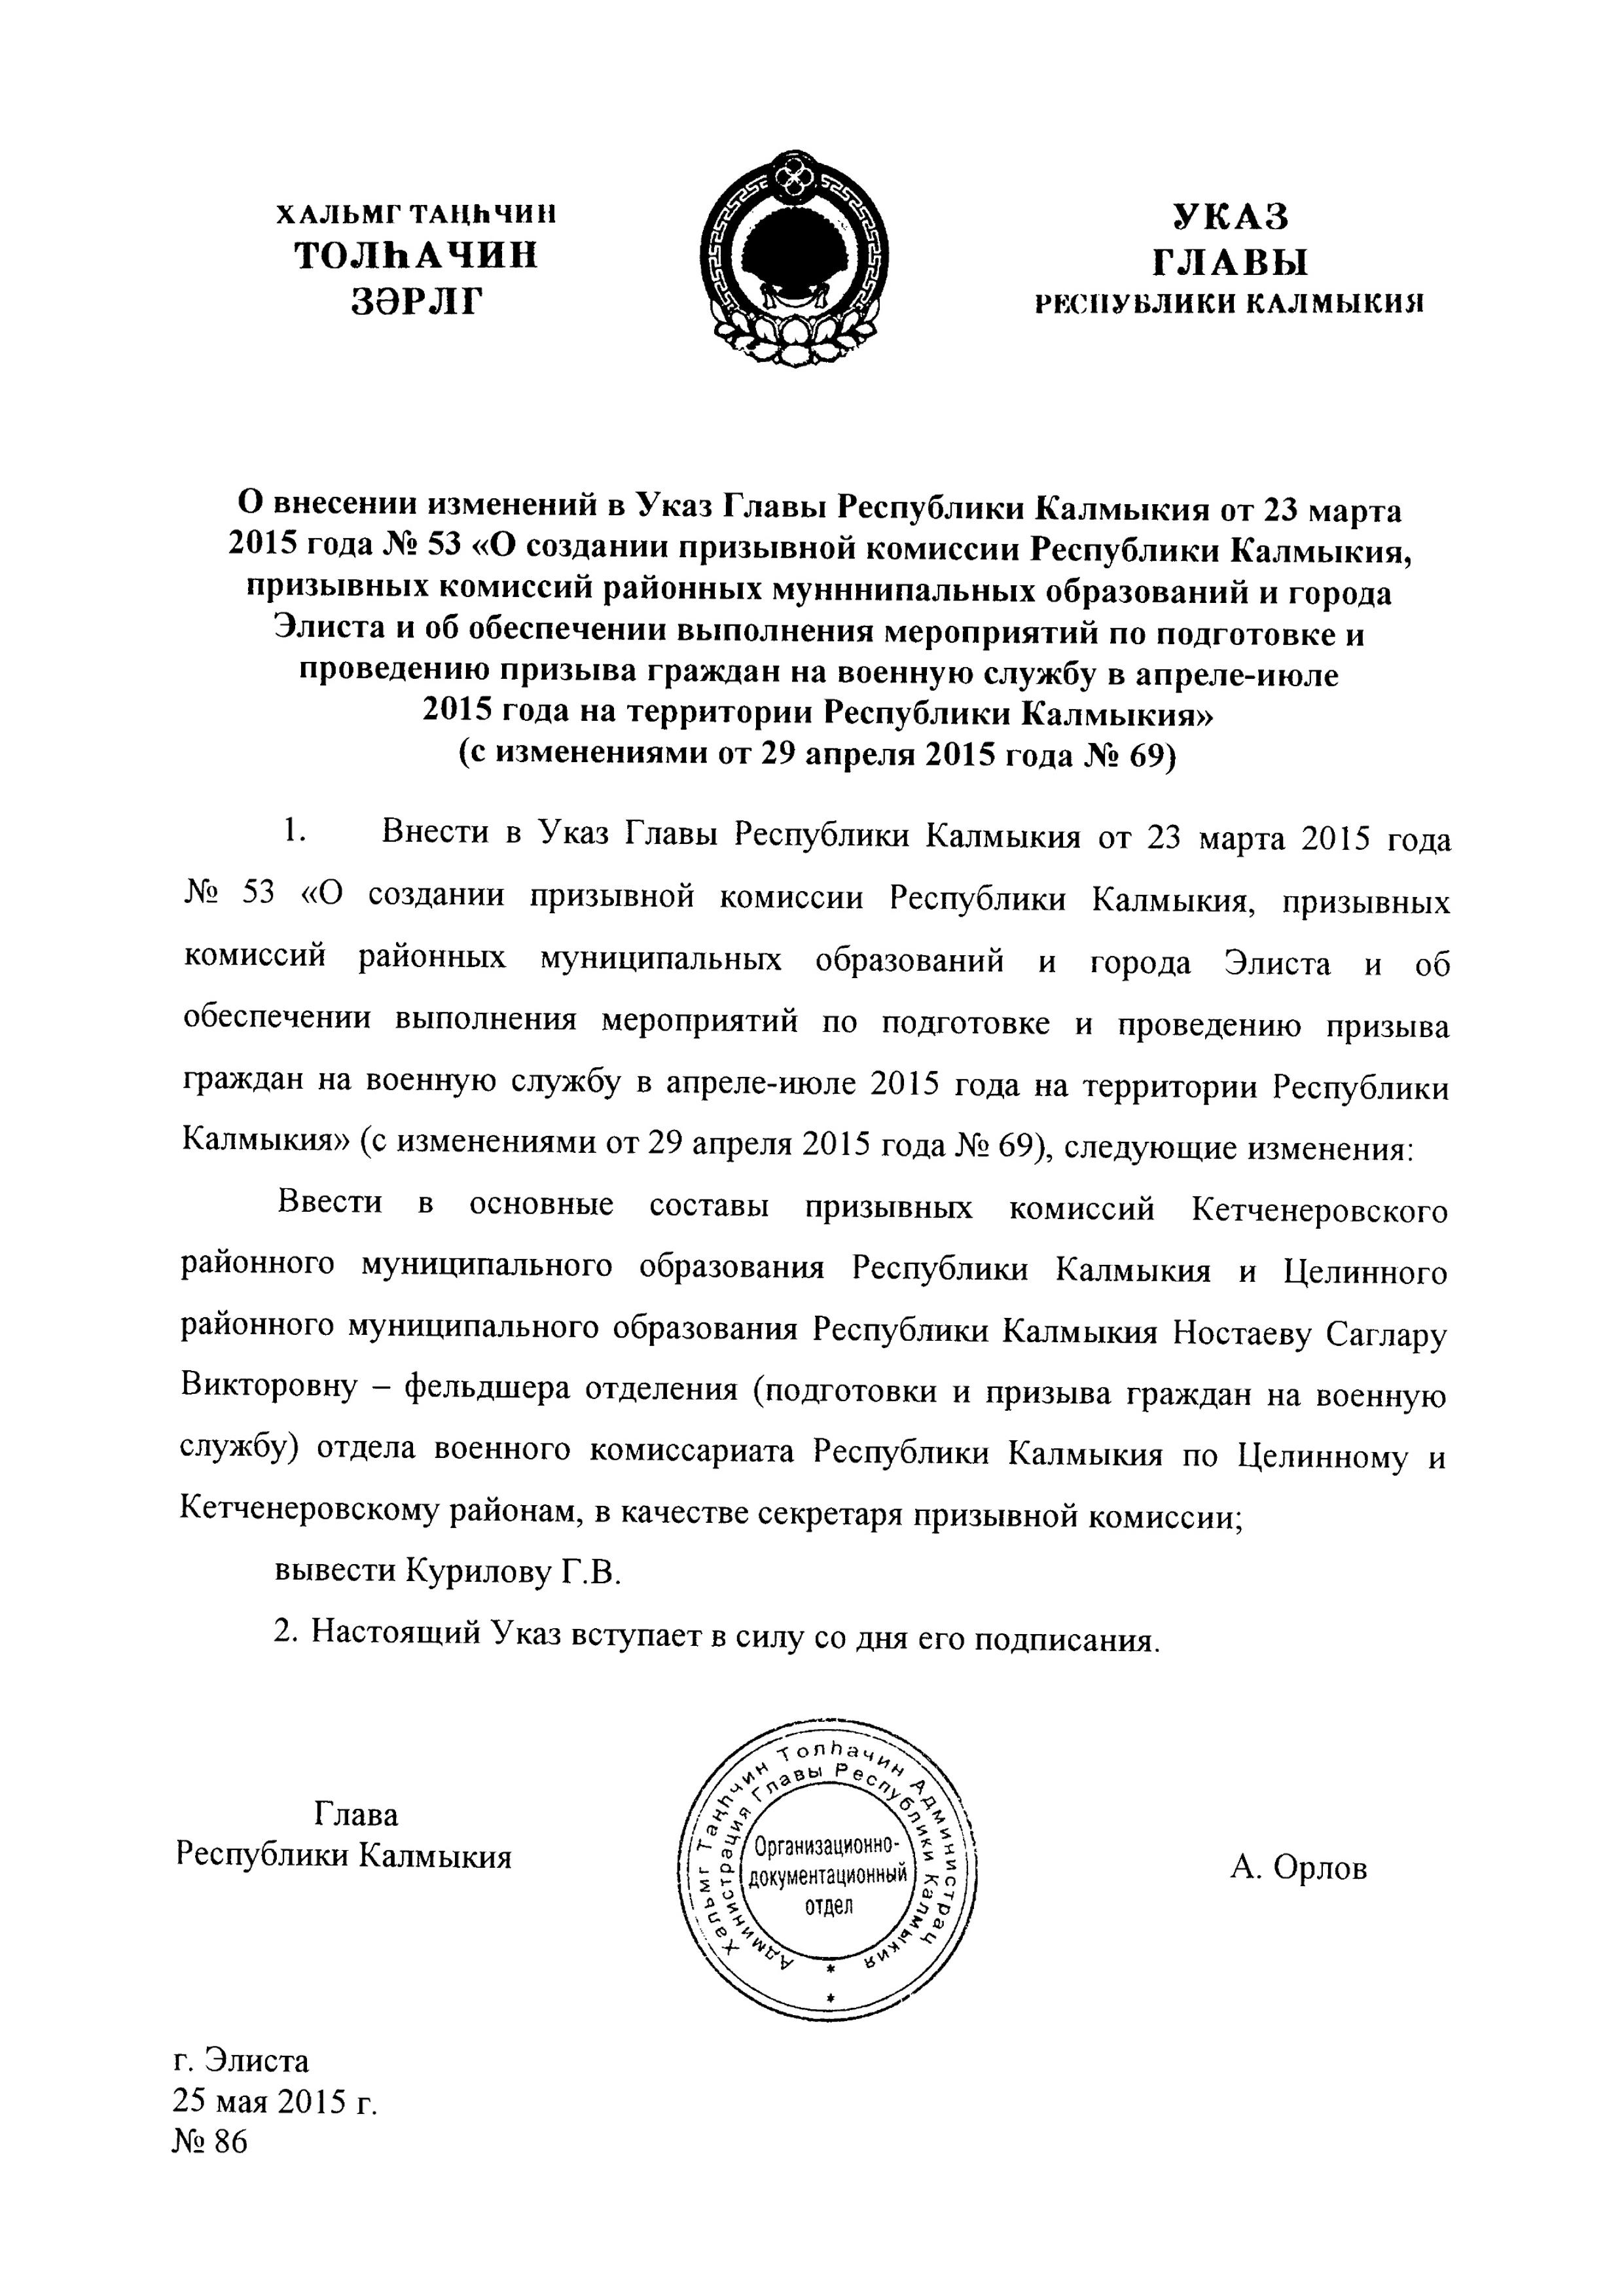 ХАЛЬМГ ТАҢҺЧИН
ТОЛҺАЧИН
ЗӘРЛГ
УКАЗ
ГЛАВЫ
РЕСПУБЛИКИ КАЛМЫКИЯ
О внесении изменений в Указ Главы Республики Калмыкия от 23 марта
2015 года № 53 «О создании призывной комиссии Республики Калмыкия,
призывных комиссий районных мунннипальных образований и города
Элиста и об обеспечении выполнения мероприятий по подготовке и
проведению призыва граждан на военную службу в апреле-июле
2015 года на территории Республики Калмыкия»
(с изменениями от 29 апреля 2015 года № 69)
1. Внести в Указ Главы Республики Калмыкия от 23 марта 2015 года
№ 53 «О создании призывной комиссии Республики Калмыкия, призывных
комиссий районных муниципальных образований и города Элиста и об
обеспечении выполнения мероприятий по подготовке и проведению призыва
граждан на военную службу в апреле-июле 2015 года на территории Республики
Калмыкия» (с изменениями от 29 апреля 2015 года № 69), следующие изменения:
Ввести в основные составы призывных комиссий Кетченеровского
районного муниципального образования Республики Калмыкия и Целинного
районного муниципального образования Республики Калмыкия Ностаеву Саглару
Викторовну – фельдшера отделения (подготовки и призыва граждан на военную
службу) отдела военного комиссариата Республики Калмыкия по Целинному и
Кетченеровскому районам, в качестве секретаря призывной комиссии;
вывести Курилову Г.В.
2. Настоящий Указ вступает в силу со дня его подписания.
Глава
Республики Калмыкия
Хальмг Таңһчин Толһачин Администрац
Администрация Главы Республики Калмыкия
Организационно-
документационный
отдел
А. Орлов
г. Элиста
25 мая 2015 г.
№ 86